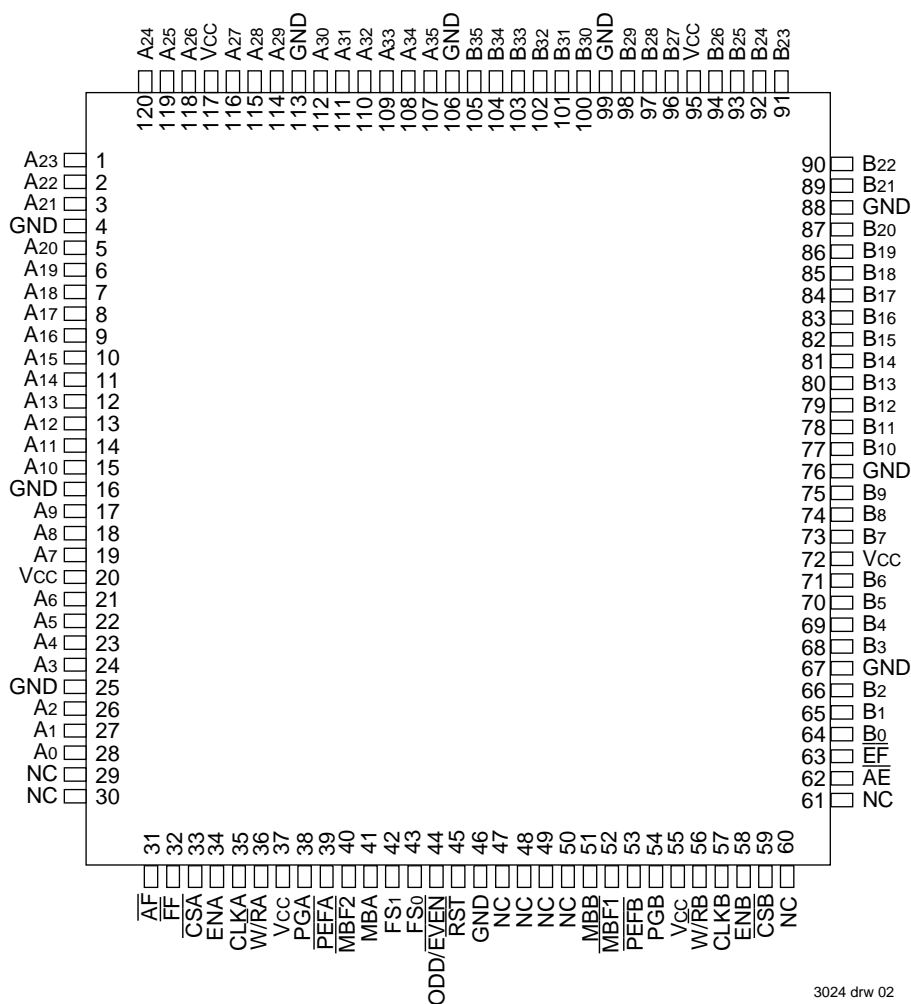 A24 A25 A26 VCC A27 A28 A29 GND A30 A31 A32 A33 A34 A35 GND B35 B34 B33 B32 B31 B30 GND B29 B28 B27 VCC B26 B25 B24 B23
120 119 118 117 116 115 114 113 112 111 110 109 108 107 106 105 104 103 102 101 100 99 98 97 96 95 94 93 92 91
A23 1 90 B22
A22 2 89 B21
A21 3 88 GND
GND 4 87 B20
A20 5 86 B19
A19 6 85 B18
A18 7 84 B17
A17 8 83 B16
A16 9 82 B15
A15 10 81 B14
A14 11 80 B13
A13 12 79 B12
A12 13 78 B11
A11 14 77 B10
A10 15 76 GND
GND 16 75 B9
A9 17 74 B8
A8 18 73 B7
A7 19 72 VCC
VCC 20 71 B6
A6 21 70 B5
A5 22 69 B4
A4 23 68 B3
A3 24 67 GND
GND 25 66 B2
A2 26 65 B1
A1 27 64 B0
A0 28 63 EF
NC 29 62 AE
NC 30 61 NC
31 32 33 34 35 36 37 38 39 40 41 42 43 44 45 46 47 48 49 50 51 52 53 54 55 56 57 58 59 60
AF FF CSA ENA CLKA W/RA VCC PGA PEFA MBF2 MBA FS1 FS0 ODD/EVEN RST GND NC NC NC NC MBB MBF1 PEFB PGB VCC W/RB CLKB ENB CSB NC
3024 drw 02